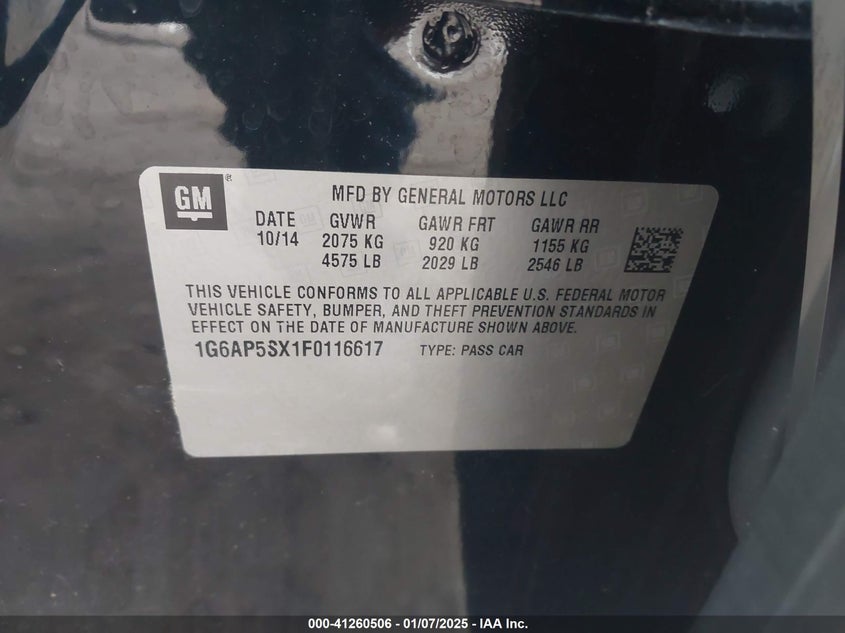 GM
MFD BY GENERAL MOTORS LLC
DATE GVWR GAWR FRT GAWR RR
10/14 2075 KG 920 KG 1155 KG
4575 LB 2029 LB 2546 LB
THIS VEHICLE CONFORMS TO ALL APPLICABLE U.S. FEDERAL MOTOR
VEHICLE SAFETY, BUMPER, AND THEFT PREVENTION STANDARDS IN
EFFECT ON THE DATE OF MANUFACTURE SHOWN ABOVE.
1G6AP5SX1F0116617 TYPE: PASS CAR
000-41260506 - 01/07/2025 - IAA Inc.